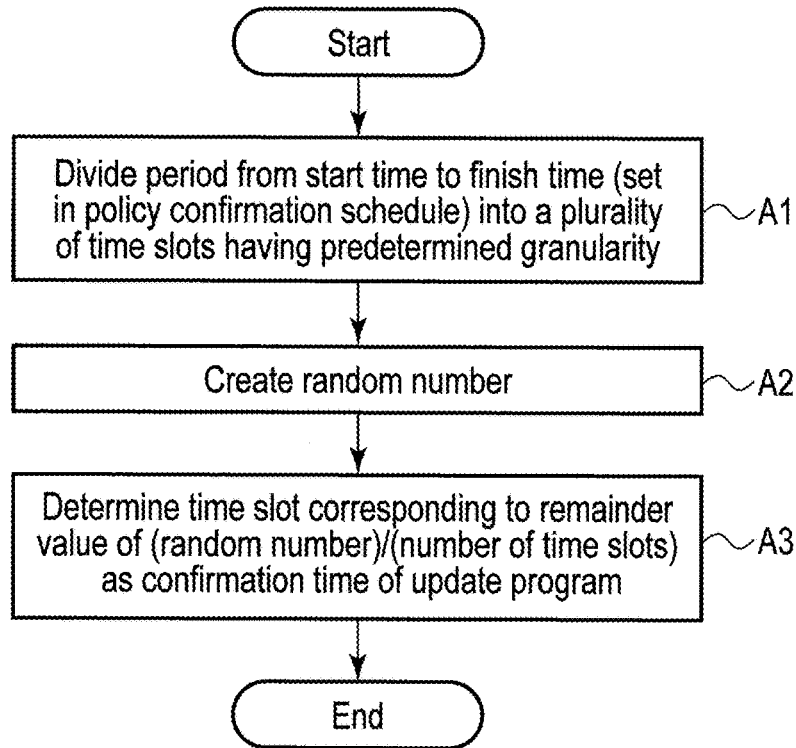 Start
Divide period from start time to finish time (set
in policy confirmation schedule) into a plurality
of time slots having predetermined granularity
A1
Create random number
A2
Determine time slot corresponding to remainder
value of (random number)/(number of time slots)
as confirmation time of update program
A3
End